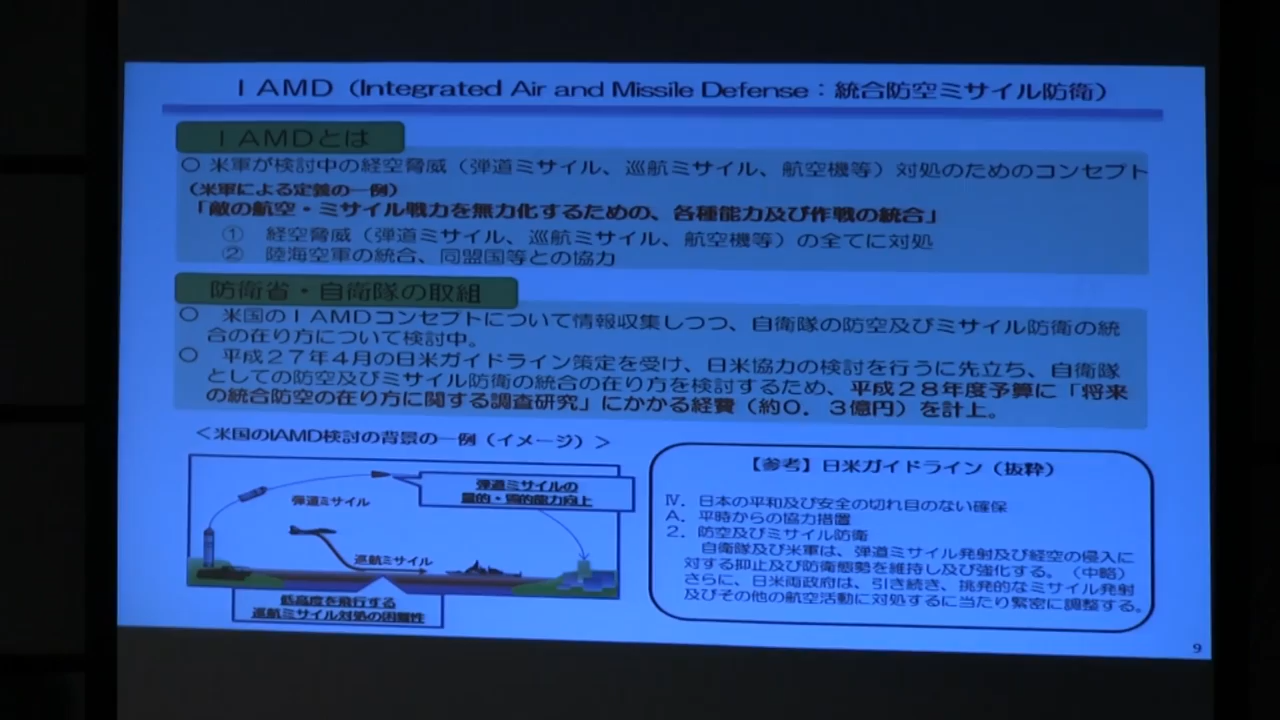 ＩAMD（Integrated Air and Missile Defense：統合防空ミサイル防衛）
ＩＡＭＤとは
○ 米軍が検討中の経空脅威（弾道ミサイル、巡航ミサイル、航空機等）対処のためのコンセプト
（米軍による定義の一例）
「敵の航空・ミサイル戦力を無力化するための、各種能力及び作戦の統合」
① 経空脅威（弾道ミサイル、巡航ミサイル、航空機等）の全てに対処
② 陸海空軍の統合、同盟国等との協力
防衛省・自衛隊の取組
○ 米国のＩＡＭＤコンセプトについて情報収集しつつ、自衛隊の防空及びミサイル防衛の統
合の在り方について検討中。
○ 平成２７年４月の日米ガイドライン策定を受け、日米協力の検討を行うに先立ち、自衛隊
としての防空及びミサイル防衛の統合の在り方を検討するため、平成２８年度予算に「将来
の統合防空の在り方に関する調査研究」にかかる経費（約０．３億円）を計上。
＜米国のIAMD検討の背景の一例（イメージ）＞
弾道ミサイルの
量的・質的能力向上
弾道ミサイル
巡航ミサイル
低高度を飛行する
巡航ミサイル対処の困難性
【参考】日米ガイドライン（抜粋）
Ⅳ．日本の平和及び安全の切れ目のない確保
A．平時からの協力措置
２．防空及びミサイル防衛
自衛隊及び米軍は、弾道ミサイル発射及び経空の侵入に
対する抑止及び防衛態勢を維持し及び強化する。（中略）
さらに、日米両政府は、引き続き、挑発的なミサイル発射
及びその他の航空活動に対処するに当たり緊密に調整する。
9